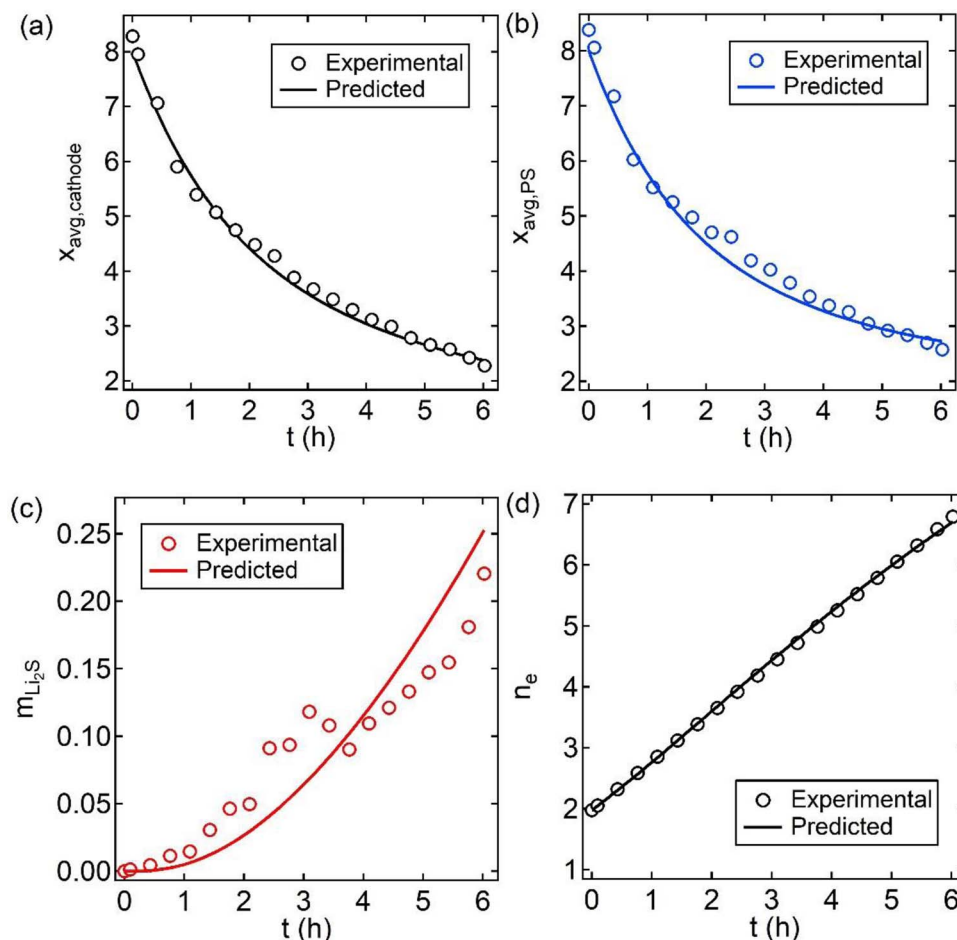 (a)
8
7
6
5
4
3
2
x_avg,cathode
Experimental
Predicted
0 1 2 3 4 5 6
t (h)
(b)
8
7
6
5
4
3
2
x_avg,PS
Experimental
Predicted
0 1 2 3 4 5 6
t (h)
(c)
0.25
0.20
0.15
0.10
0.05
0.00
m_Li₂S
Experimental
Predicted
0 1 2 3 4 5 6
t (h)
(d)
7
6
5
4
3
2
1
n_e
Experimental
Predicted
0 1 2 3 4 5 6
t (h)